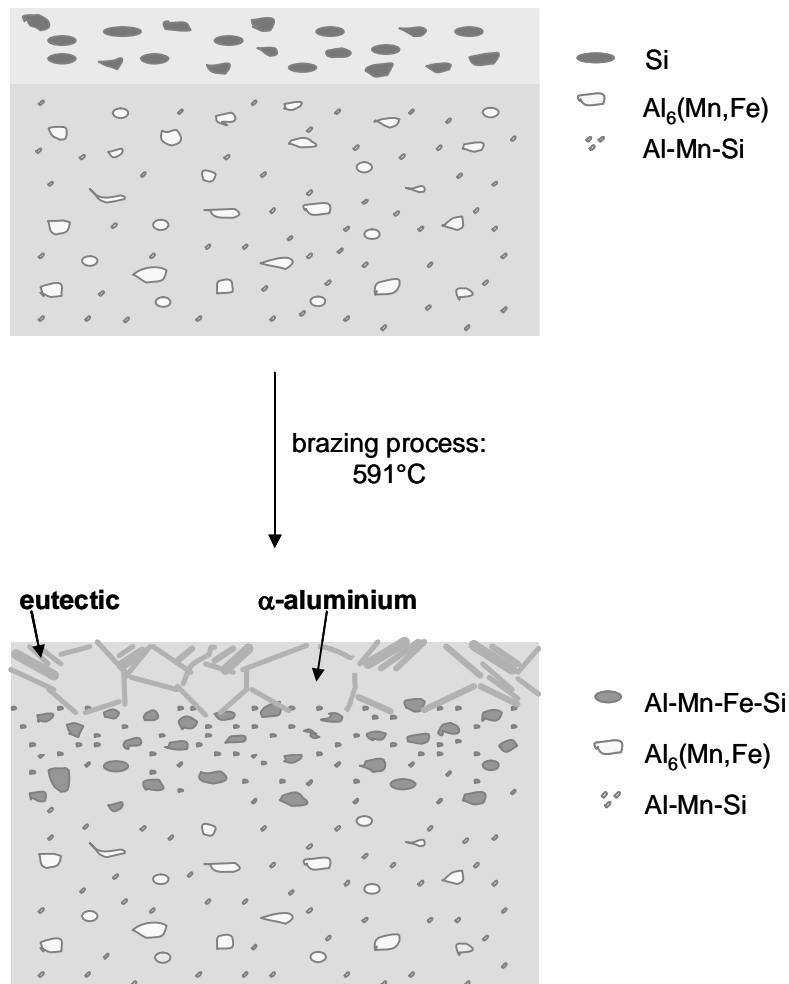 Si
Al6(Mn,Fe)
Al-Mn-Si
brazing process:
591°C
eutectic
α-aluminium
Al-Mn-Fe-Si
Al6(Mn,Fe)
Al-Mn-Si